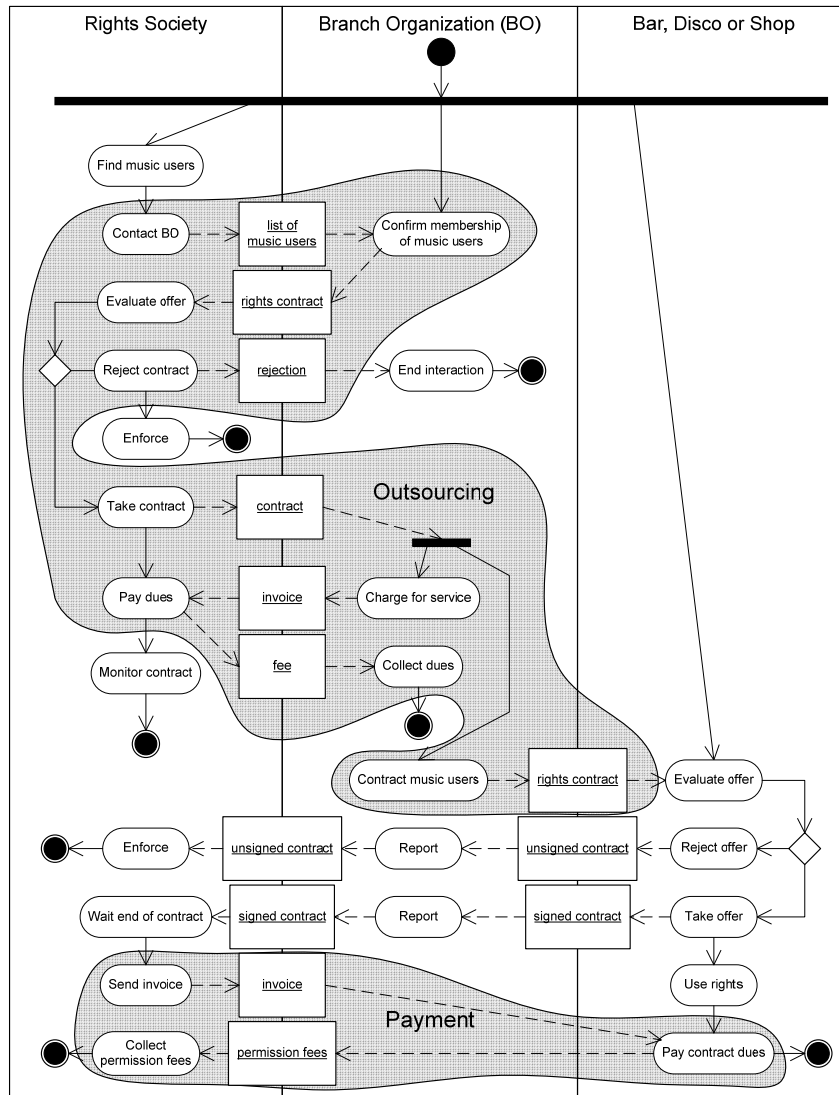 Rights Society
Branch Organization (BO)
Bar, Disco or Shop
Find music users
Contact BO
list of
music users
Confirm membership
of music users
Evaluate offer
rights contract
Reject contract
rejection
End interaction
Enforce
Outsourcing
Take contract
contract
Pay dues
invoice
Charge for service
Monitor contract
fee
Collect dues
Contract music users
rights contract
Evaluate offer
Enforce
unsigned contract
Report
unsigned contract
Reject offer
Wait end of contract
signed contract
Report
signed contract
Take offer
Send invoice
invoice
Use rights
Payment
Collect
permission fees
permission fees
Pay contract dues